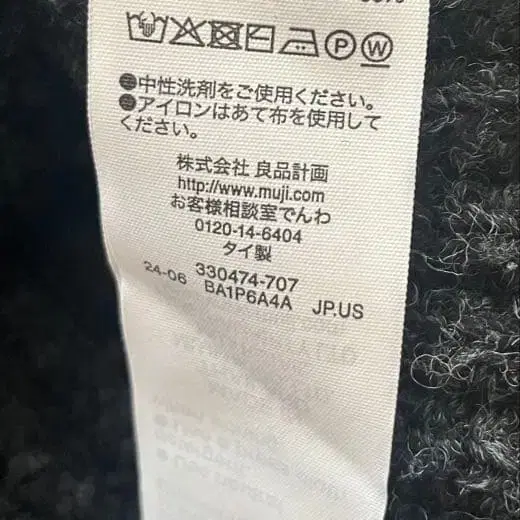 P W
●中性洗剤をご使用ください。
●アイロンはあて布を使用して
ください。
株式会社 良品計画
http://www.muji.com
お客様相談室でんわ
0120-14-6404
タイ製
330474-707
24-06 BA1P6A4A JP.US